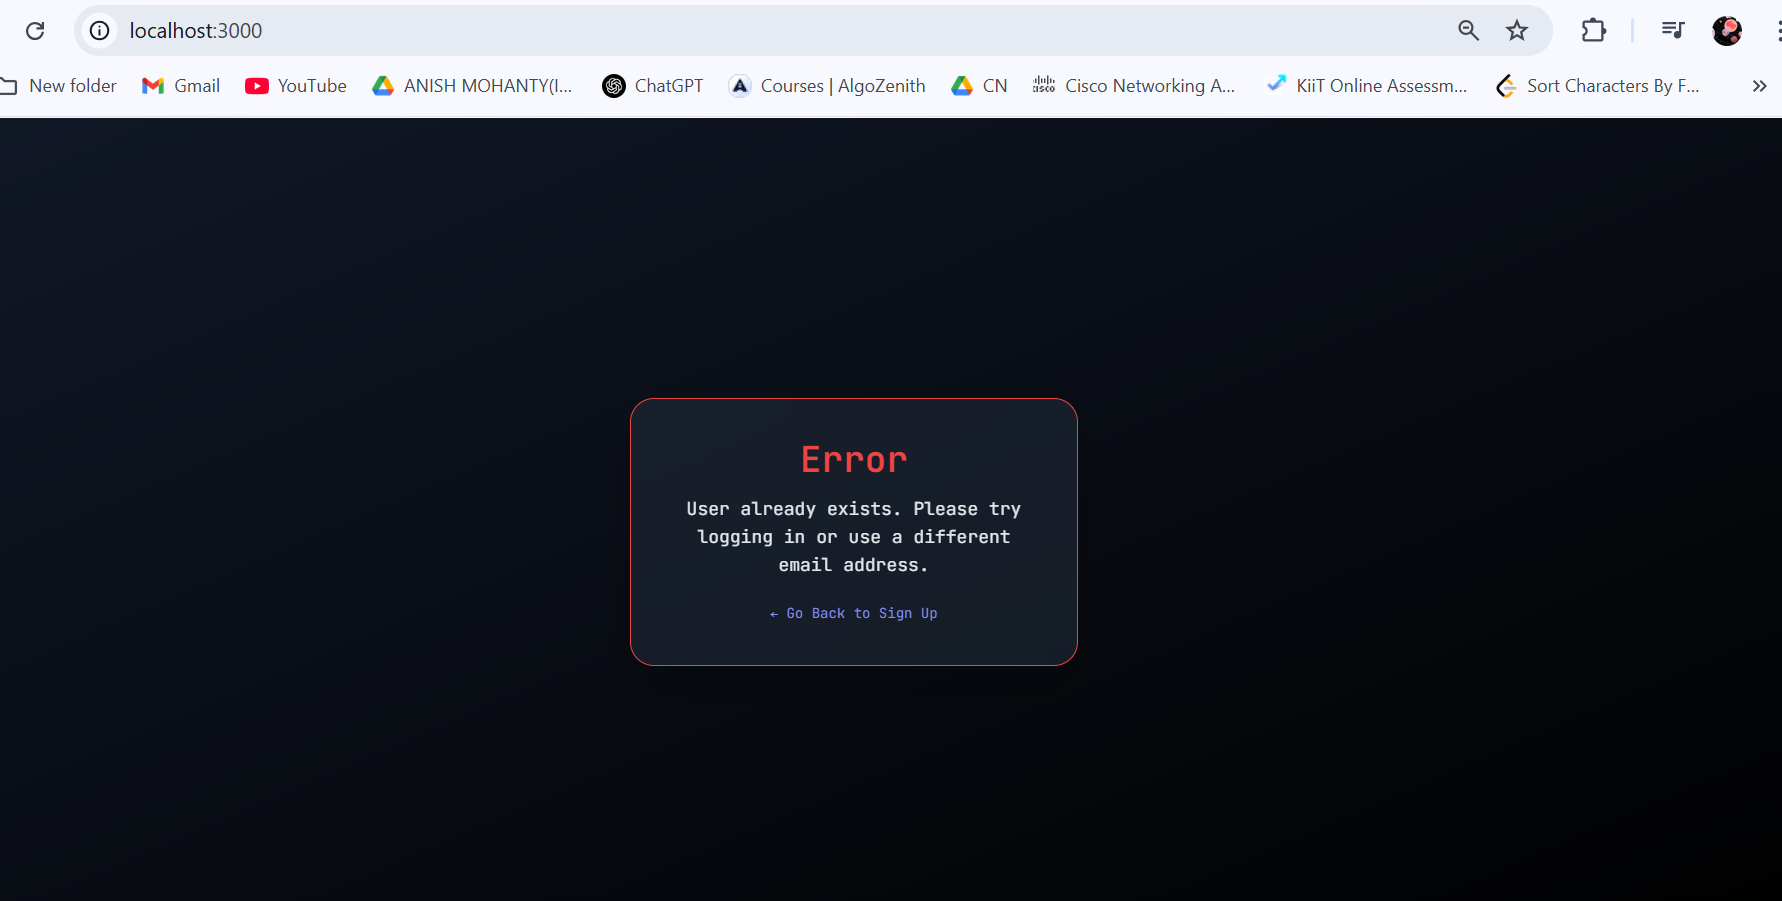 localhost:3000
New folder
Gmail
YouTube
ANISH MOHANTY(I...
ChatGPT
Courses | AlgoZenith
CN
Cisco Networking A...
KiiT Online Assessm...
Sort Characters By F...
Error
User already exists. Please try
logging in or use a different
email address.
← Go Back to Sign Up